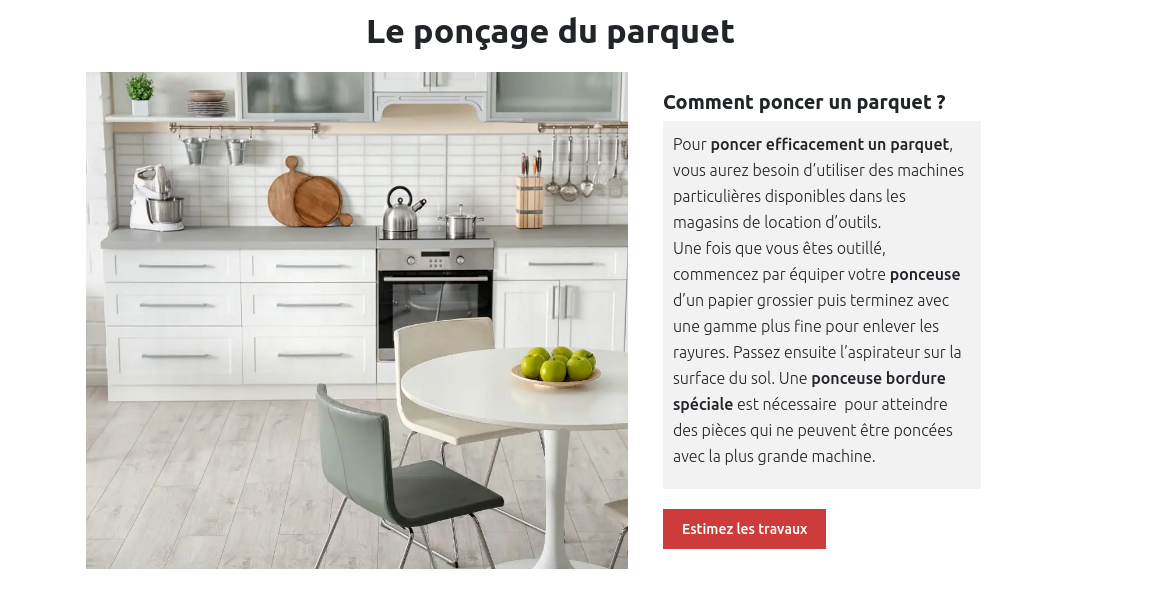 Le ponçage du parquet
Comment poncer un parquet ?
Pour poncer efficacement un parquet,
vous aurez besoin d’utiliser des machines
particulières disponibles dans les
magasins de location d’outils.
Une fois que vous êtes outillé,
commencez par équiper votre ponceuse
d’un papier grossier puis terminez avec
une gamme plus fine pour enlever les
rayures. Passez ensuite l’aspirateur sur la
surface du sol. Une ponceuse bordure
spéciale est nécessaire  pour atteindre
des pièces qui ne peuvent être poncées
avec la plus grande machine.
Estimez les travaux